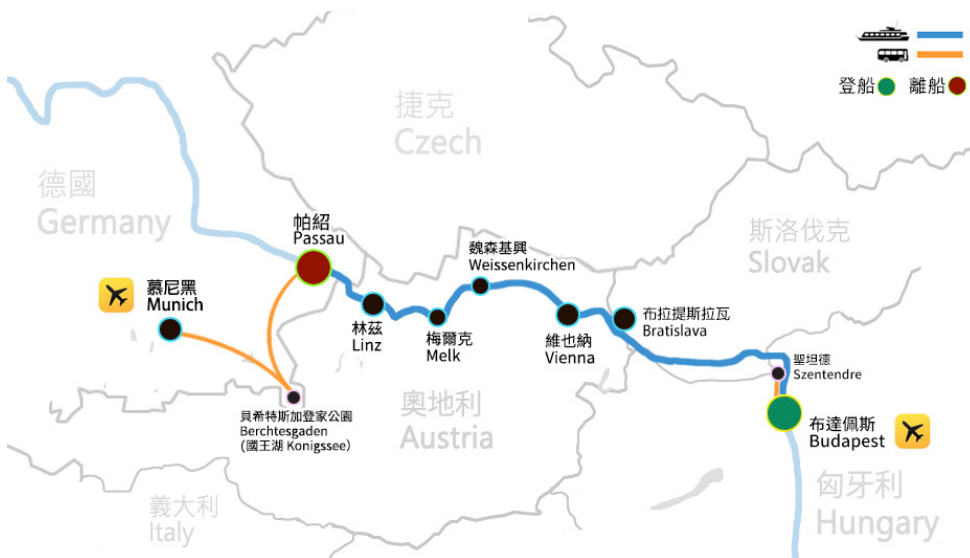 登船
離船
捷克
Czech
德國
Germany
斯洛伐克
Slovak
帕紹
Passau
魏森基興
Weissenkirchen
慕尼黑
Munich
林茲
Linz
梅爾克
Melk
維也納
Vienna
布拉提斯拉瓦
Bratislava
聖坦德
Szentendre
貝希特斯加登家公園
Berchtesgaden
(國王湖 Konigssee)
奧地利
Austria
布達佩斯
Budapest
匈牙利
Hungary
義大利
Italy